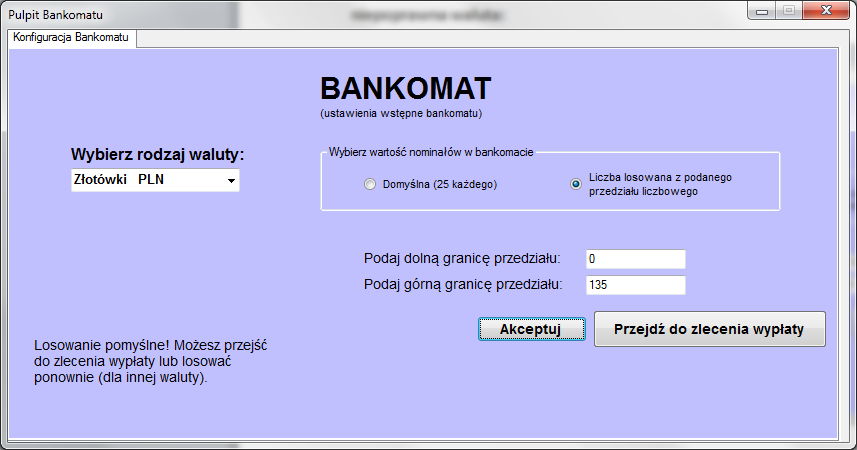 Pulpit Bankomatu
niepoprawna waluta:
Konfiguracja Bankomatu
BANKOMAT
(ustawienia wstępne bankomatu)
Wybierz rodzaj waluty:
Złotówki PLN
Wybierz wartość nominałów w bankomacie
Domyślna (25 każdego)
Liczba losowana z podanego
przedziału liczbowego
Podaj dolną granicę przedziału:
0
Podaj górną granicę przedziału:
135
Akceptuj
Przejdź do zlecenia wypłaty
Losowanie pomyślne! Możesz przejść
do zlecenia wypłaty lub losować
ponownie (dla innej waluty).